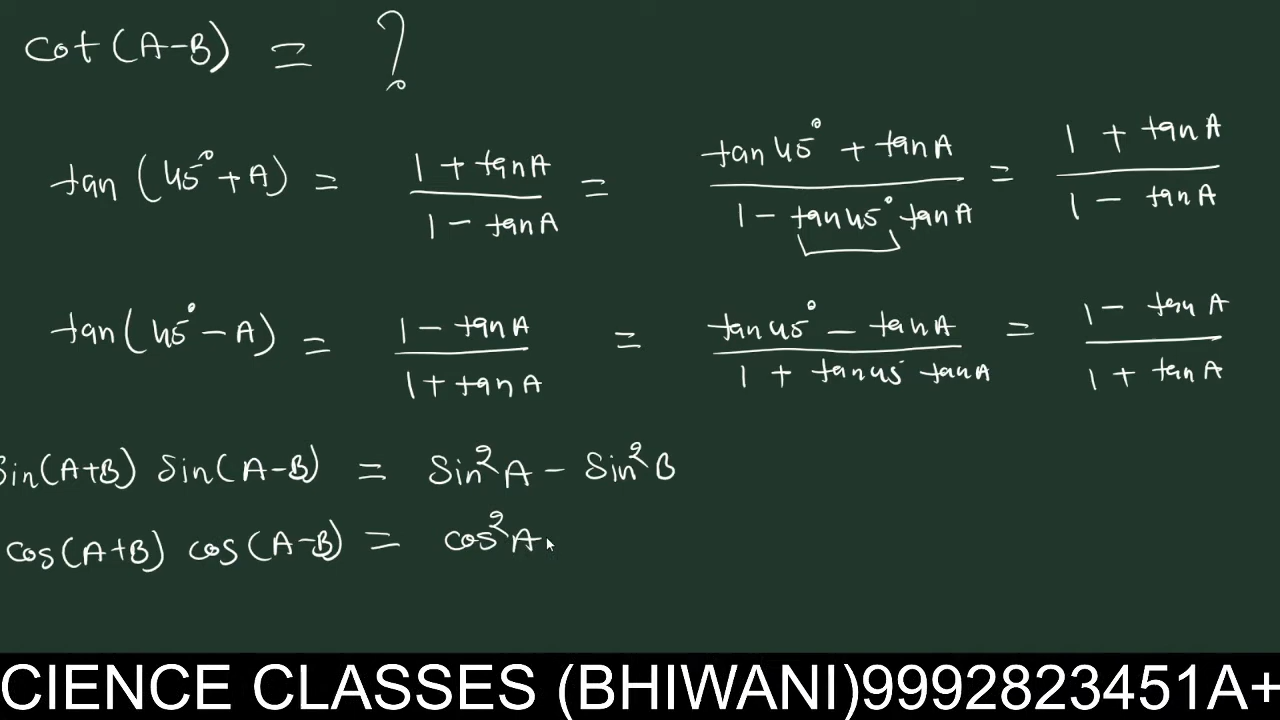 cot(A-B) = ?
tan(45°+A) = (1 + tanA)/(1 - tanA) = (tan45° + tanA)/(1 - tan45° tanA) = (1 + tanA)/(1 - tanA)
tan(45°-A) = (1 - tanA)/(1 + tanA) = (tan45° - tanA)/(1 + tan45 tanA) = (1 - tanA)/(1 + tanA)
Sin(A+B) Sin(A-B) = Sin²A - Sin²B
cos(A+B) cos(A-B) = cos²A
CIENCE CLASSES (BHIWANI)9992823451A+